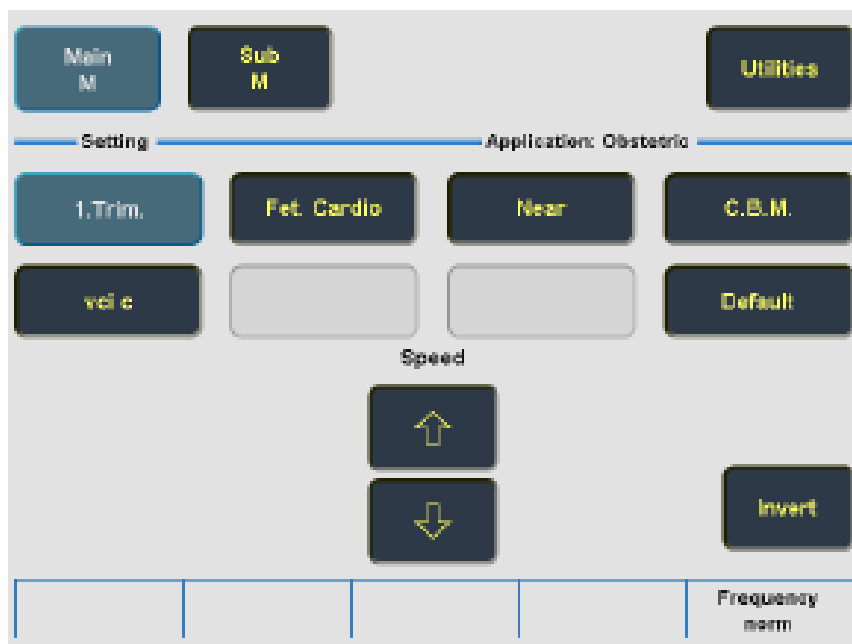 Main
M
Sub
M
Utilities
Setting
Application: Obstetric
1.Trim.
Fet. Cardio
Near
C.B.M.
vci c
Default
Speed
Invert
Frequency
norm